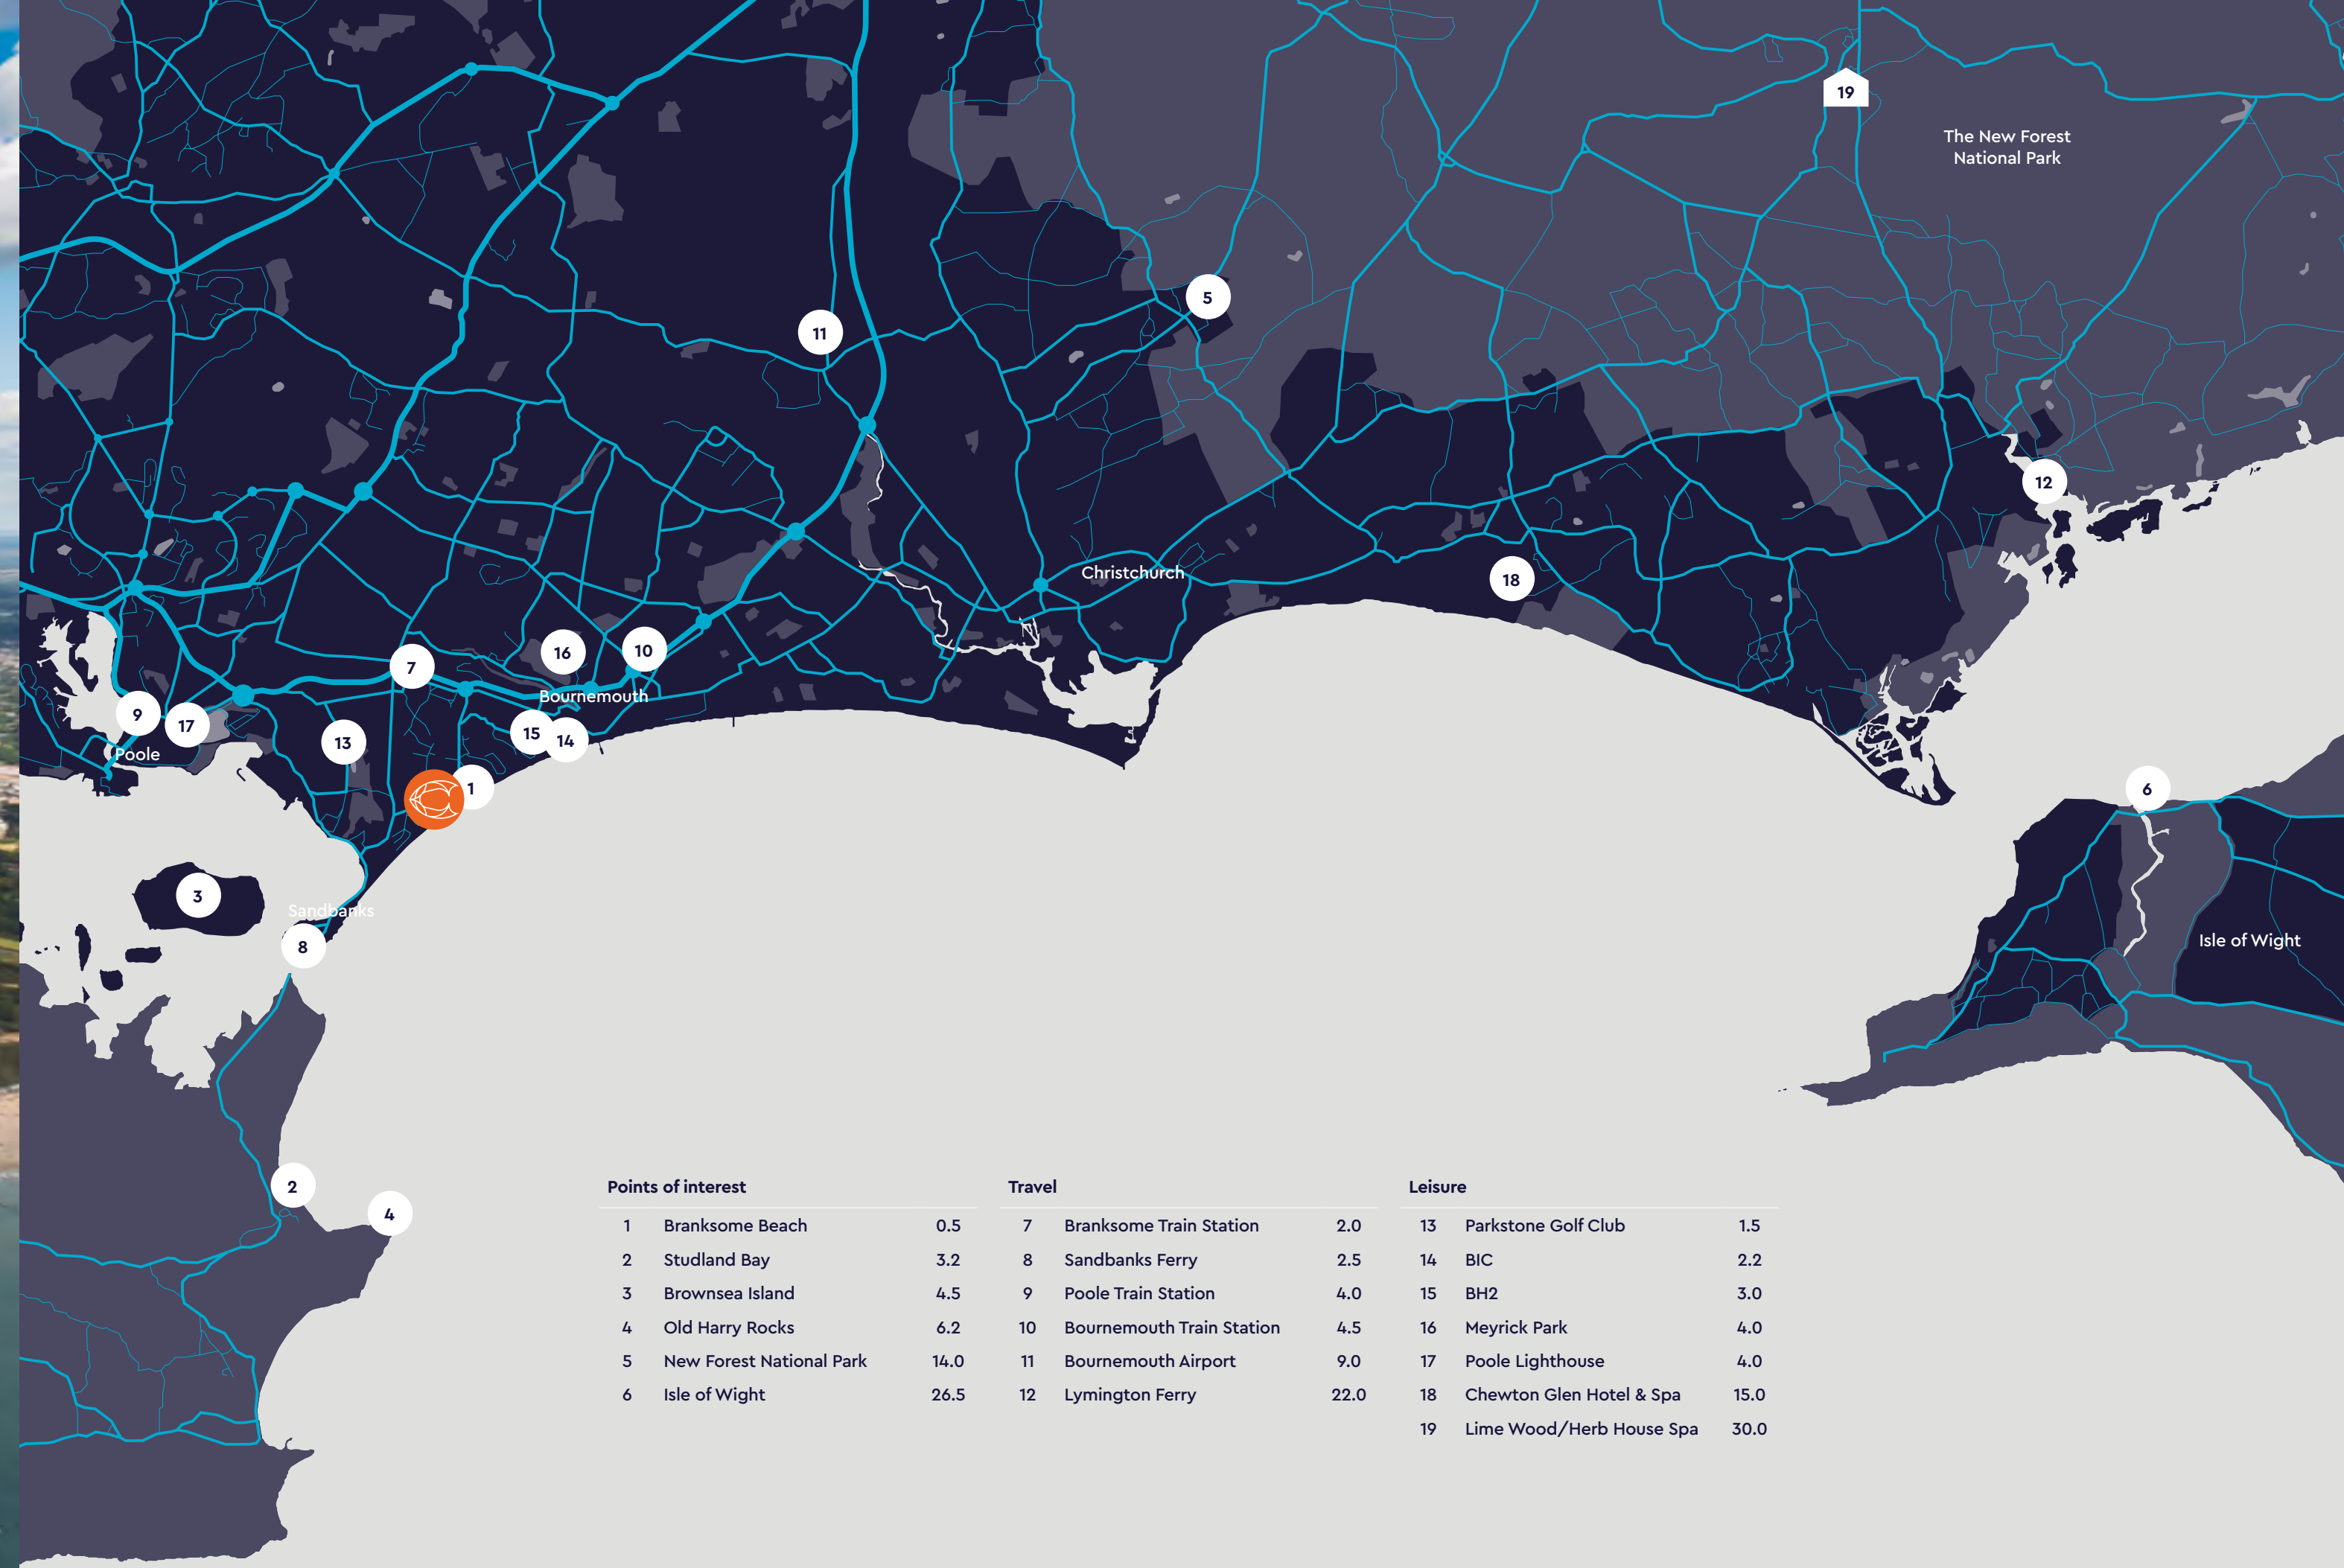 19
The New Forest
National Park
5
11
12
Christchurch
18
16
10
7
Bournemouth
9
17
15
14
13
Poole
1
6
3
Sandbanks
8
Isle of Wight
2
4
Points of interest
1 Branksome Beach 0.5
2 Studland Bay 3.2
3 Brownsea Island 4.5
4 Old Harry Rocks 6.2
5 New Forest National Park 14.0
6 Isle of Wight 26.5
Travel
7 Branksome Train Station 2.0
8 Sandbanks Ferry 2.5
9 Poole Train Station 4.0
10 Bournemouth Train Station 4.5
11 Bournemouth Airport 9.0
12 Lymington Ferry 22.0
Leisure
13 Parkstone Golf Club 1.5
14 BIC 2.2
15 BH2 3.0
16 Meyrick Park 4.0
17 Poole Lighthouse 4.0
18 Chewton Glen Hotel & Spa 15.0
19 Lime Wood/Herb House Spa 30.0